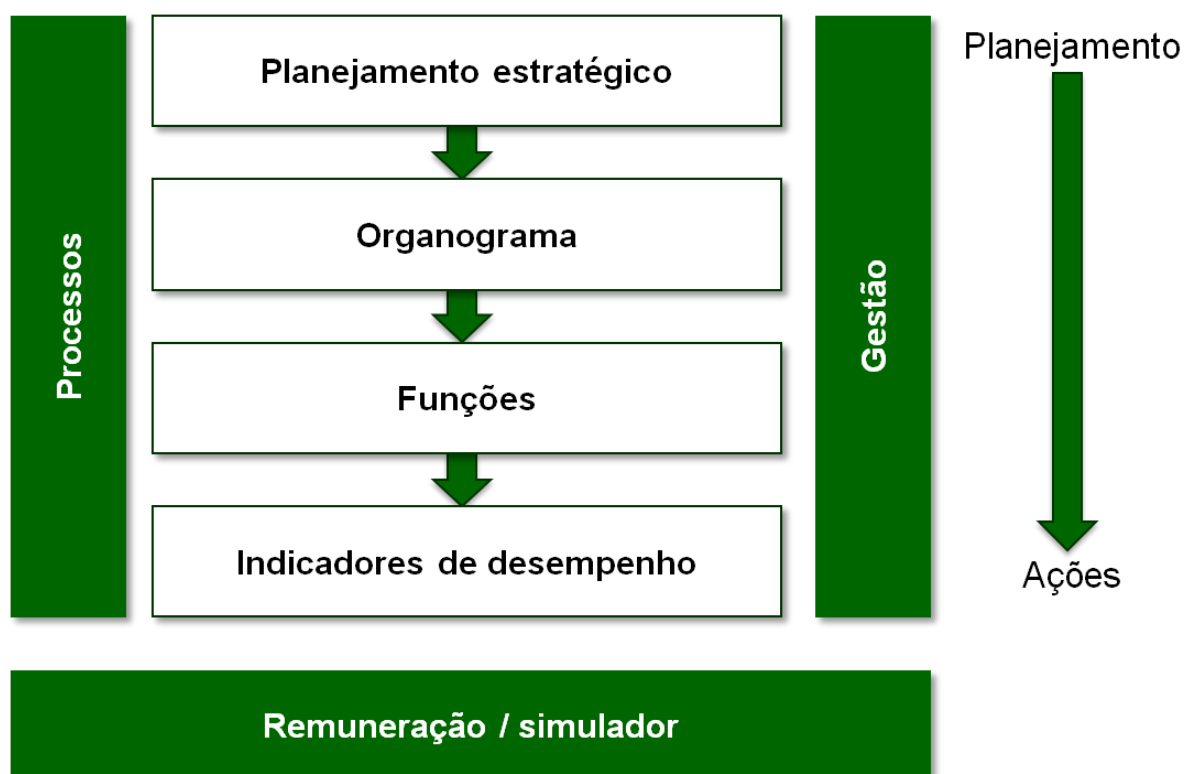 Planejamento estratégico
Organograma
Funções
Indicadores de desempenho
Processos
Gestão
Planejamento
Ações
Remuneração / simulador